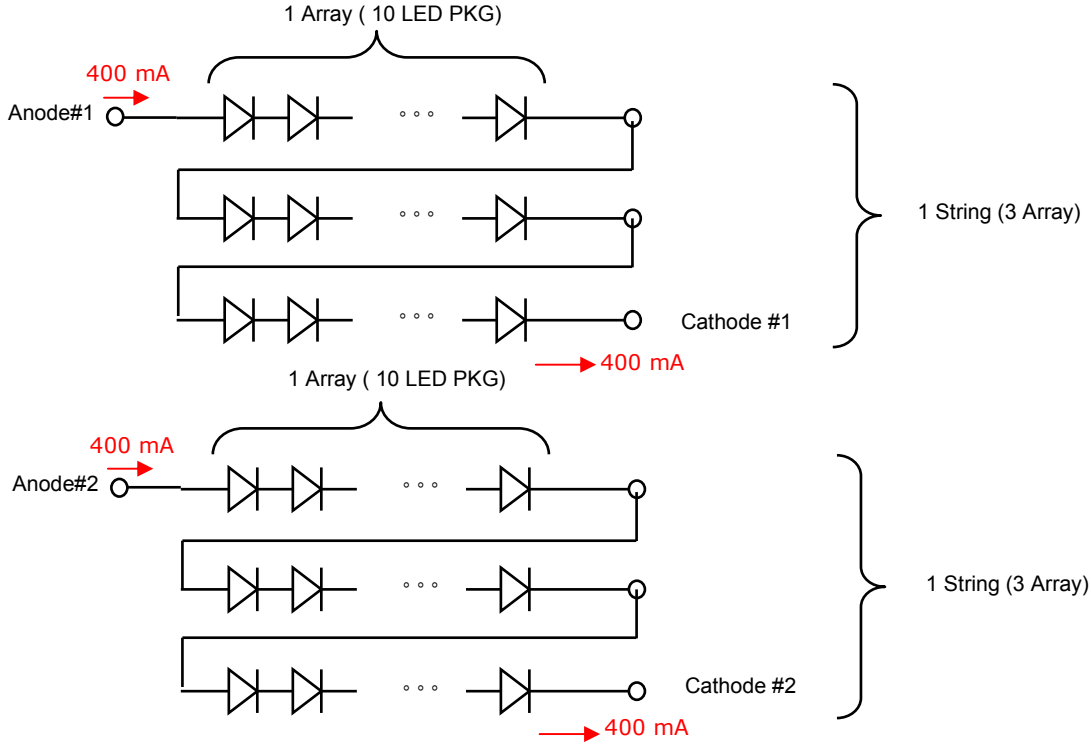 1 Array ( 10 LED PKG)
400 mA
Anode#1
1 String (3 Array)
Cathode #1
400 mA
1 Array ( 10 LED PKG)
400 mA
Anode#2
1 String (3 Array)
Cathode #2
400 mA